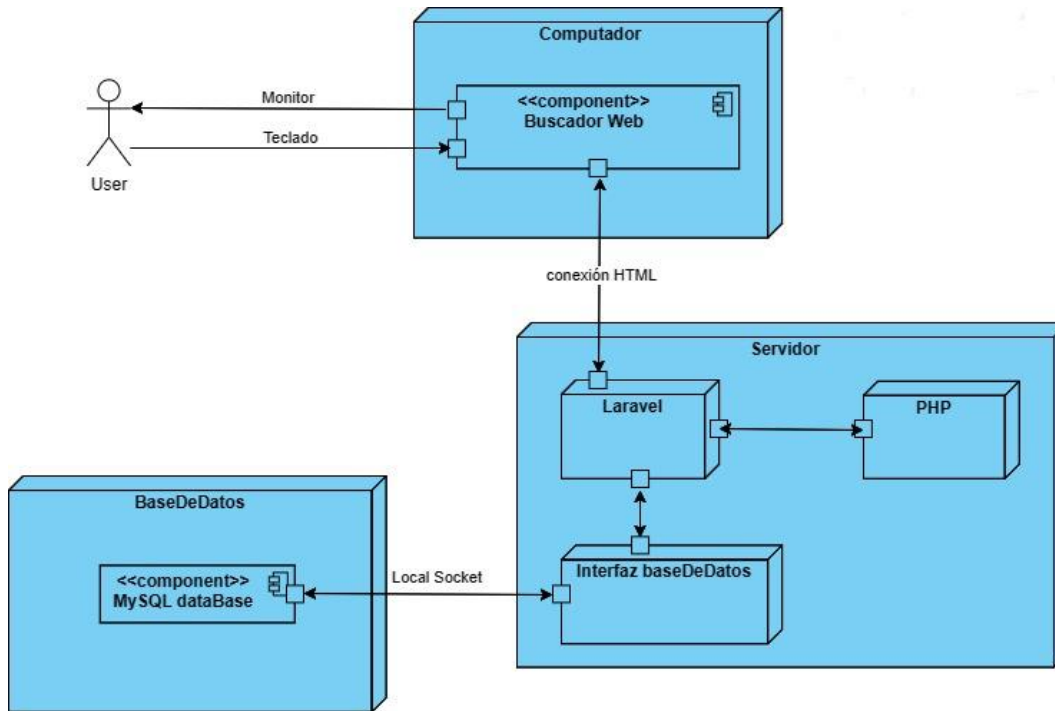 Computador
<<component>>
Buscador Web
Monitor
Teclado
User
conexión HTML
Servidor
Laravel
PHP
BaseDeDatos
<<component>>
MySQL dataBase
Local Socket
Interfaz baseDeDatos